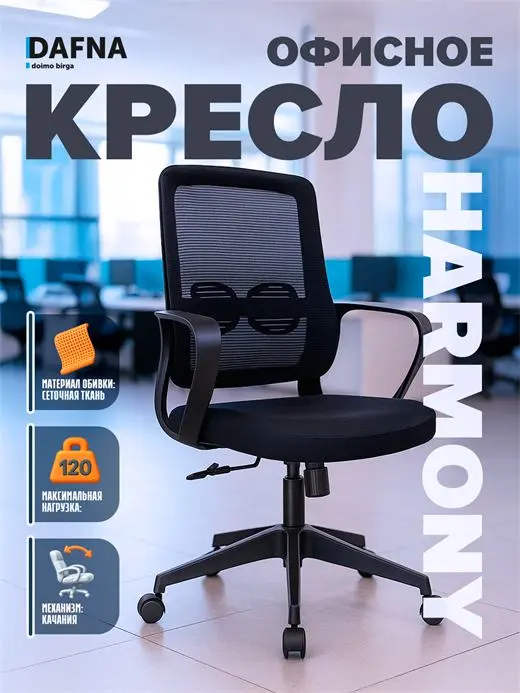 DAFNA
doimo birga
ОФИСНОЕ
КРЕСЛО
HARMONY
МАТЕРИАЛ ОБИВКИ:
СЕТОЧНАЯ ТКАНЬ
120
МАКСИМАЛЬНАЯ
НАГРУЗКА:
МЕХАНИЗМ:
КАЧАНИЯ